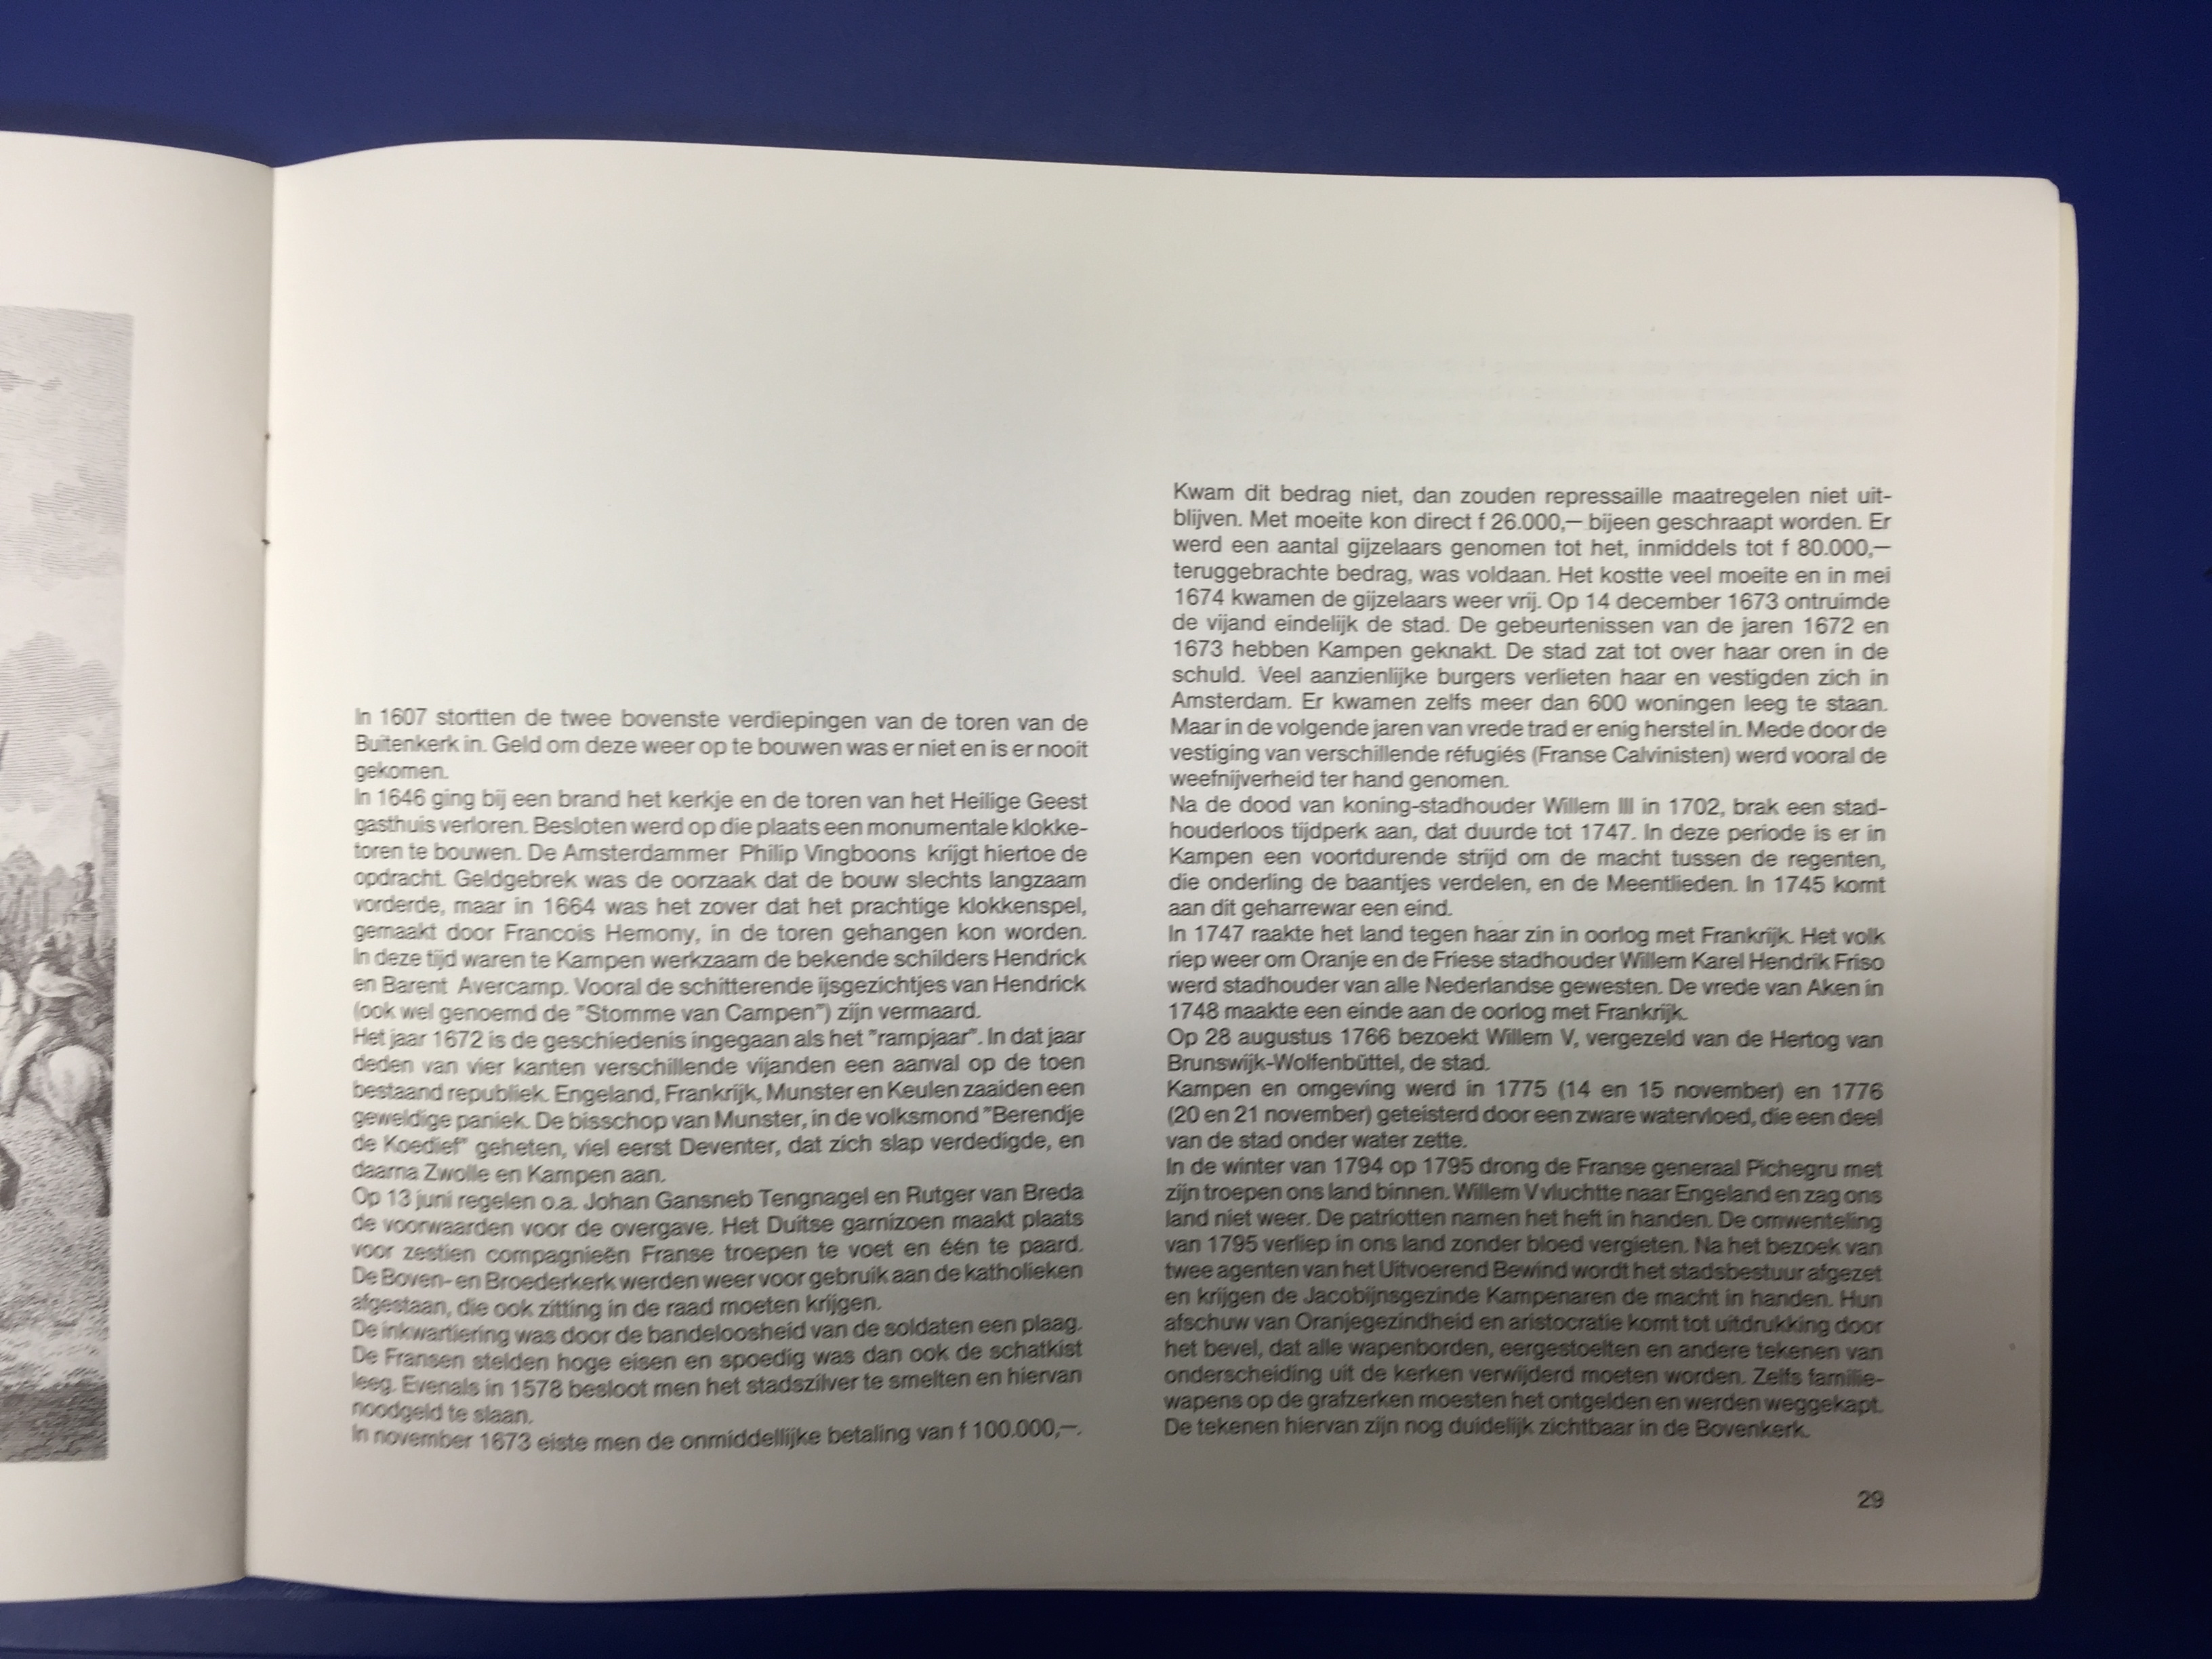 In 1607 stortten de twee bovenste verdiepingen van de toren van de
Buitenkerk in. Geld om deze weer op te bouwen was er niet en is er nooit
gekomen.
In 1646 ging bij een brand het kerkje en de toren van het Heilige Geest
gasthuis verloren. Besloten werd op die plaats een monumentale klokke-
toren te bouwen. De Amsterdammer Philip Vingboons krijgt hiertoe de
opdracht. Geldgebrek was de oorzaak dat de bouw slechts langzaam
vorderde, maar in 1664 was het zover dat het prachtige klokkenspel,
gemaakt door Francois Hemony, in de toren gehangen kon worden.
In deze tijd waren te Kampen werkzaam de bekende schilders Hendrick
en Barent Avercamp. Vooral de schitterende ijsgezichtjes van Hendrick
(ook wel genoemd de "Stomme van Campen") zijn vermaard.
Het jaar 1672 is de geschiedenis ingegaan als het "rampjaar". In dat jaar
deden van vier kanten verschillende vijanden een aanval op de toen
bestaand republiek. Engeland, Frankrijk, Munster en Keulen zaaiden een
geweldige paniek. De bisschop van Munster, in de volksmond "Berendje
de Koedief" geheten, viel eerst Deventer, dat zich slap verdedigde, en
daarna Zwolle en Kampen aan.
Op 13 juni regelen o.a. Johan Gansneb Tengnagel en Rutger van Breda
de voorwaarden voor de overgave. Het Duitse garnizoen maakt plaats
voor zestien compagnieën Franse troepen te voet en één te paard.
De Boven- en Broederkerk werden weer voor gebruik aan de katholieken
afgestaan, die ook zitting in de raad moeten krijgen.
De inkwartiering was door de bandeloosheid van de soldaten een plaag.
De Fransen stelden hoge eisen en spoedig was dan ook de schatkist
leeg. Evenals in 1578 besloot men het stadszilver te smelten en hiervan
noodgeld te slaan.
In november 1673 eiste men de onmiddellijke betaling van f 100.000,—.
Kwam dit bedrag niet, dan zouden repressaille maatregelen niet uit-
blijven. Met moeite kon direct f 26.000,— bijeen geschraapt worden. Er
werd een aantal gijzelaars genomen tot het, inmiddels tot f 80.000,—
teruggebrachte bedrag, was voldaan. Het kostte veel moeite en in mei
1674 kwamen de gijzelaars weer vrij. Op 14 december 1673 ontruimde
de vijand eindelijk de stad. De gebeurtenissen van de jaren 1672 en
1673 hebben Kampen geknakt. De stad zat tot over haar oren in de
schuld. Veel aanzienlijke burgers verlieten haar en vestigden zich in
Amsterdam. Er kwamen zelfs meer dan 600 woningen leeg te staan.
Maar in de volgende jaren van vrede trad er enig herstel in. Mede door de
vestiging van verschillende réfugiés (Franse Calvinisten) werd vooral de
weefnijverheid ter hand genomen.
Na de dood van koning-stadhouder Willem III in 1702, brak een stad-
houderloos tijdperk aan, dat duurde tot 1747. In deze periode is er in
Kampen een voortdurende strijd om de macht tussen de regenten,
die onderling de baantjes verdelen, en de Meentlieden. In 1745 komt
aan dit geharrewar een eind.
In 1747 raakte het land tegen haar zin in oorlog met Frankrijk. Het volk
riep weer om Oranje en de Friese stadhouder Willem Karel Hendrik Friso
werd stadhouder van alle Nederlandse gewesten. De vrede van Aken in
1748 maakte een einde aan de oorlog met Frankrijk.
Op 28 augustus 1766 bezoekt Willem V, vergezeld van de Hertog van
Brunswijk-Wolfenbüttel, de stad.
Kampen en omgeving werd in 1775 (14 en 15 november) en 1776
(20 en 21 november) geteisterd door een zware watervloed, die een deel
van de stad onder water zette.
In de winter van 1794 op 1795 drong de Franse generaal Pichegru met
zijn troepen ons land binnen. Willem V vluchtte naar Engeland en zag ons
land niet weer. De patriotten namen het heft in handen. De omwenteling
van 1795 verliep in ons land zonder bloed vergieten. Na het bezoek van
twee agenten van het Uitvoerend Bewind wordt het stadsbestuur afgezet
en krijgen de Jacobijnsgezinde Kampenaren de macht in handen. Hun
afschuw van Oranjegezindheid en aristocratie komt tot uitdrukking door
het bevel, dat alle wapenborden, eergestoelten en andere tekenen van
onderscheiding uit de kerken verwijderd moeten worden. Zelfs familie-
wapens op de grafzerken moesten het ontgelden en werden weggekapt.
De tekenen hiervan zijn nog duidelijk zichtbaar in de Bovenkerk.
29